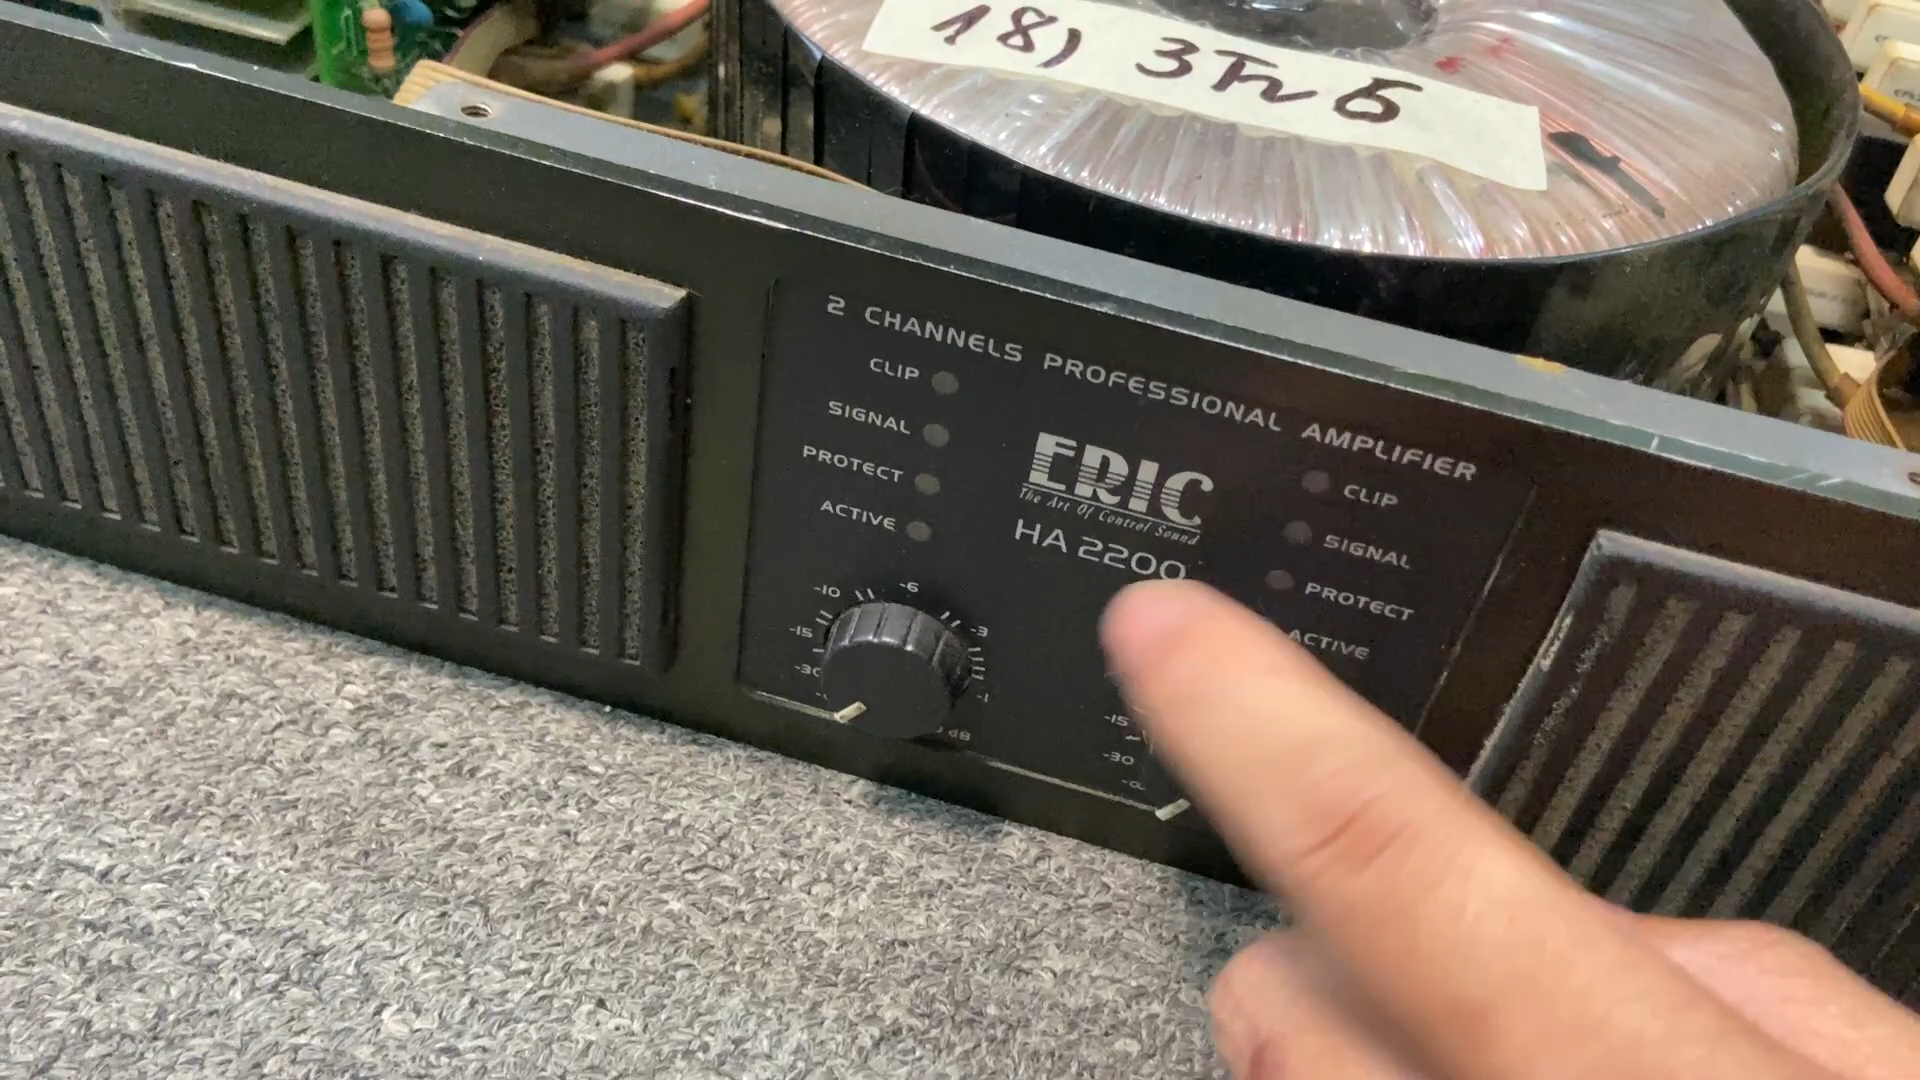 18) 3Tr Б
2 CHANNELS PROFESSIONAL AMPLIFIER
CLIP
SIGNAL
PROTECT
ACTIVE
ERIC
The Art Of Control Sound
HA 2200
CLIP
SIGNAL
PROTECT
ACTIVE
-6
-10
-3
-15
-30
-1
dB
-15
-30
-∞